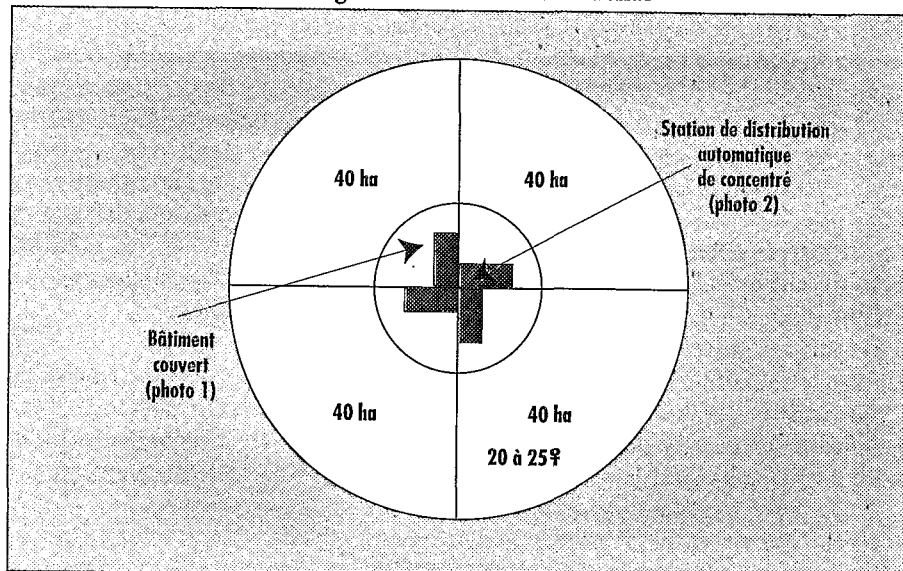 40 ha
40 ha
Station de distribution
automatique
de concentré
(photo 2)
Bâtiment
couvert
(photo 1)
40 ha
40 ha
20 à 25♀